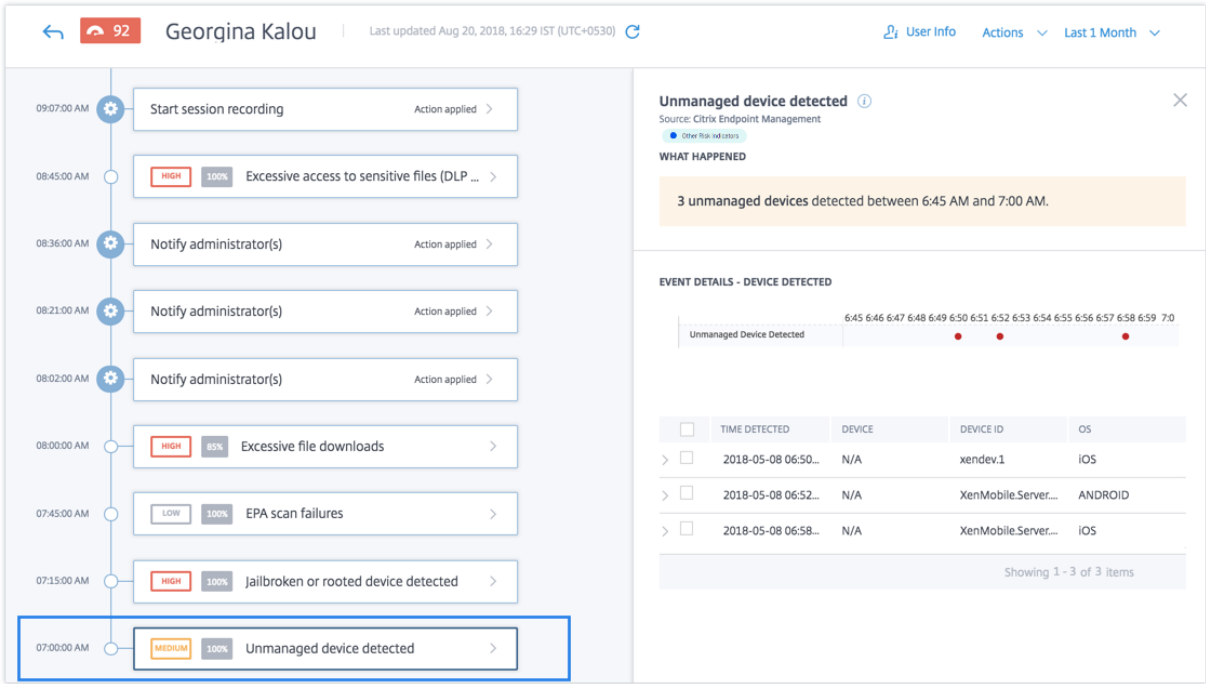 92 Georgina Kalou Last updated Aug 20, 2018, 16:29 IST (UTC+0530) User Info Actions Last 1 Month
09:07:00 AM Start session recording Action applied
08:45:00 AM HIGH 100% Excessive access to sensitive files (DLP ...
08:36:00 AM Notify administrator(s) Action applied
08:21:00 AM Notify administrator(s) Action applied
08:02:00 AM Notify administrator(s) Action applied
08:00:00 AM HIGH 85% Excessive file downloads
07:45:00 AM LOW 100% EPA scan failures
07:15:00 AM HIGH 100% Jailbroken or rooted device detected
07:00:00 AM MEDIUM 100% Unmanaged device detected
Unmanaged device detected
Source: Citrix Endpoint Management
Other Risk Indicators
WHAT HAPPENED
3 unmanaged devices detected between 6:45 AM and 7:00 AM.
EVENT DETAILS - DEVICE DETECTED
6:45 6:46 6:47 6:48 6:49 6:50 6:51 6:52 6:53 6:54 6:55 6:56 6:57 6:58 6:59 7:0
Unmanaged Device Detected
TIME DETECTED DEVICE DEVICE ID OS
2018-05-08 06:50... N/A xendev.1 iOS
2018-05-08 06:52... N/A XenMobile.Server.... ANDROID
2018-05-08 06:58... N/A XenMobile.Server.... iOS
Showing 1 - 3 of 3 items